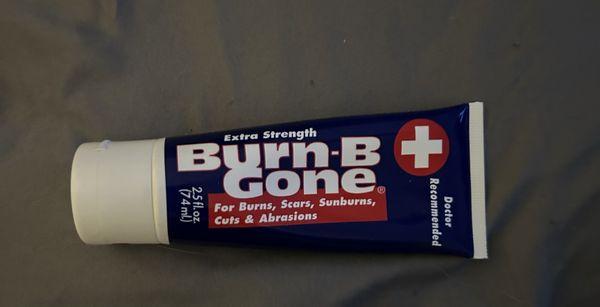 Extra Strength
Burn-B
Gone®
For Burns, Scars, Sunburns,
Cuts & Abrasions
2.5 fl.oz
(74 mL)
Doctor
Recommended